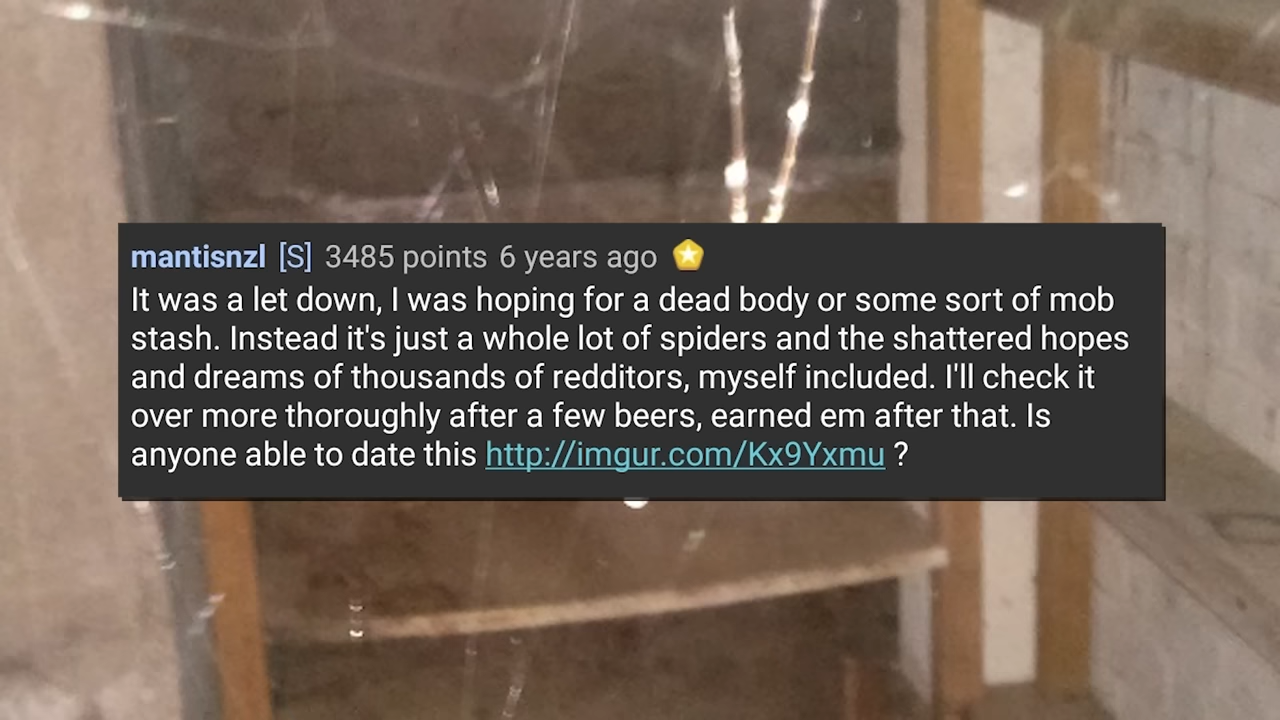 mantisnzl [S] 3485 points 6 years ago
It was a let down, I was hoping for a dead body or some sort of mob
stash. Instead it's just a whole lot of spiders and the shattered hopes
and dreams of thousands of redditors, myself included. I'll check it
over more thoroughly after a few beers, earned em after that. Is
anyone able to date this http://imgur.com/Kx9Yxmu ?